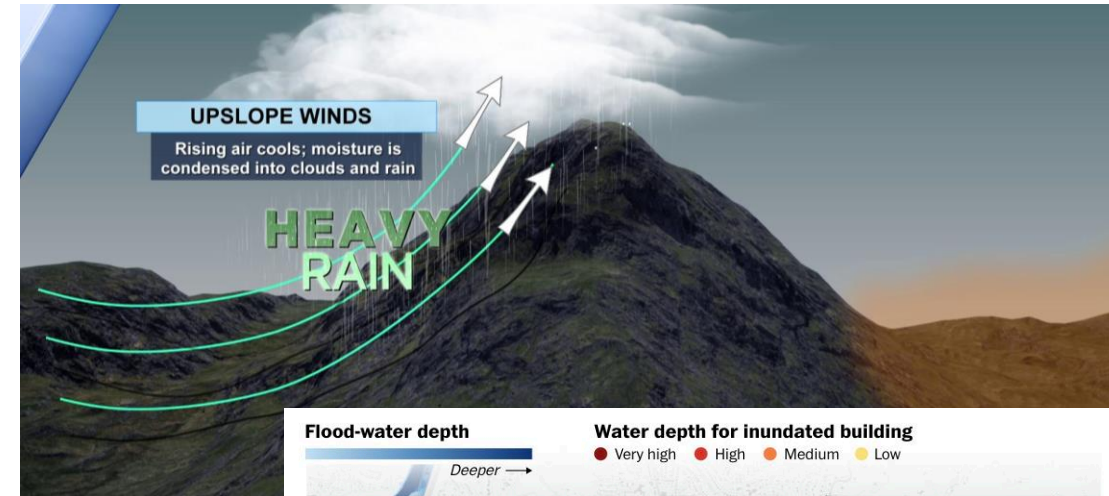 UPSLOPE WINDS
Rising air cools; moisture is
condensed into clouds and rain
HEAVY
RAIN
Flood-water depth
Deeper
Water depth for inundated building
Very high High Medium Low